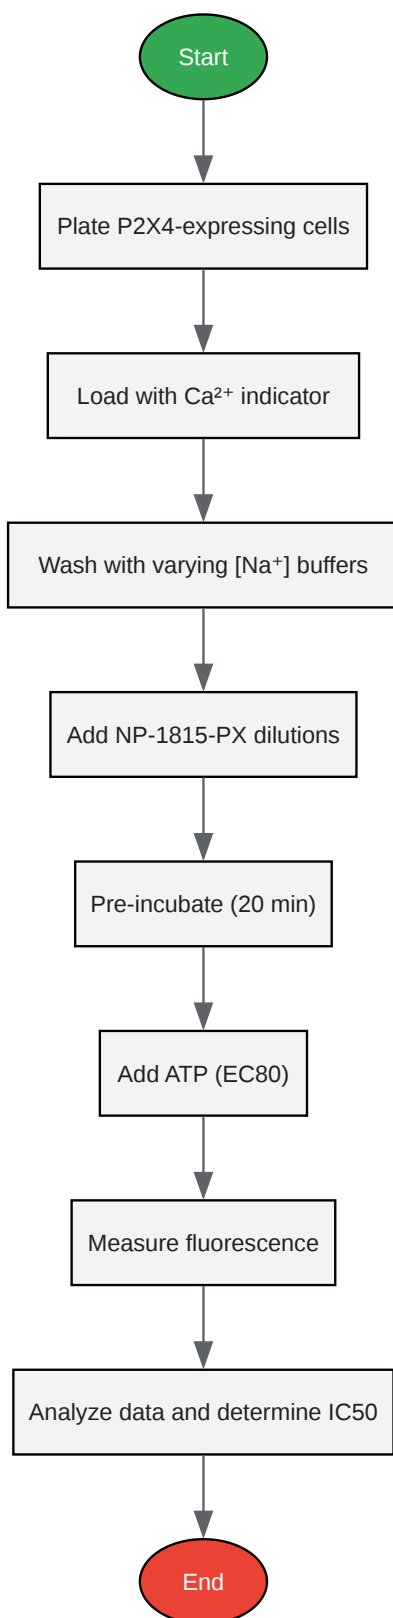 Start
Plate P2X4-expressing cells
Load with Ca²⁺ indicator
Wash with varying [Na⁺] buffers
Add NP-1815-PX dilutions
Pre-incubate (20 min)
Add ATP (EC80)
Measure fluorescence
Analyze data and determine IC50
End